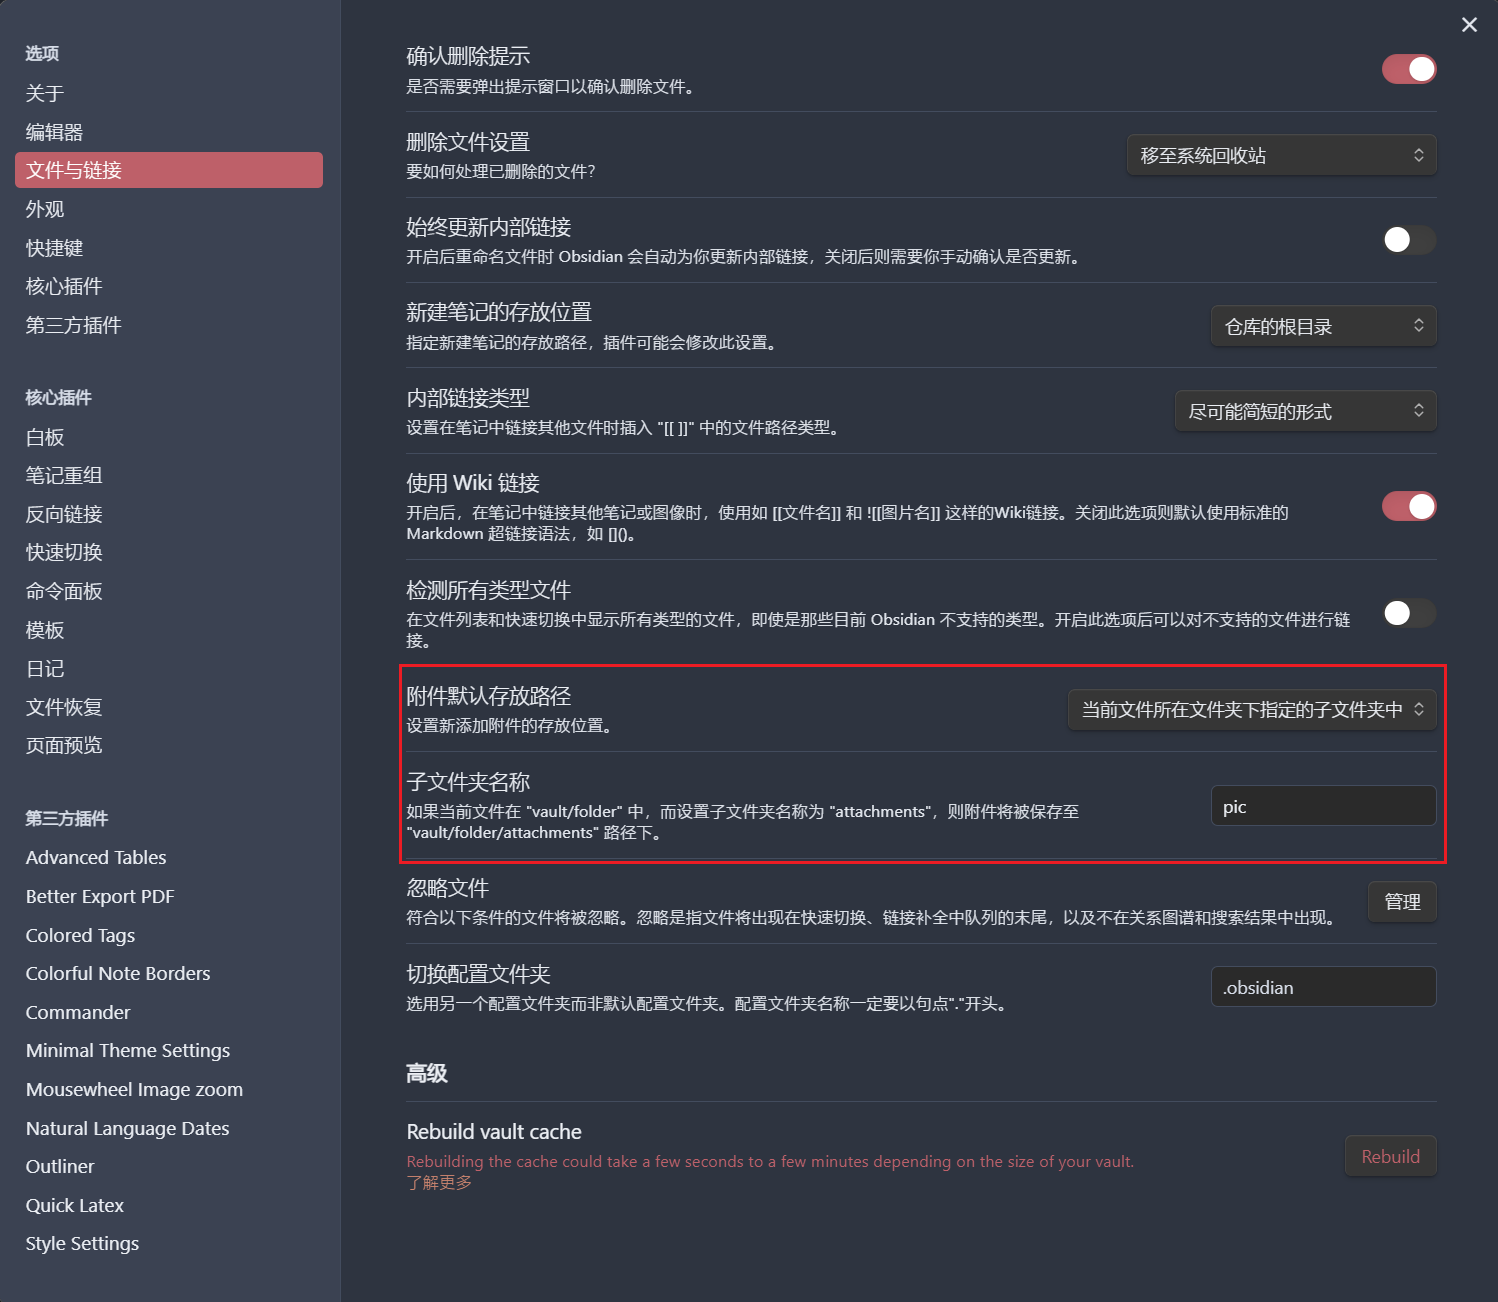 选项
关于
编辑器
文件与链接
外观
快捷键
核心插件
第三方插件
核心插件
白板
笔记重组
反向链接
快速切换
命令面板
模板
日记
文件恢复
页面预览
第三方插件
Advanced Tables
Better Export PDF
Colored Tags
Colorful Note Borders
Commander
Minimal Theme Settings
Mousewheel Image zoom
Natural Language Dates
Outliner
Quick Latex
Style Settings
确认删除提示
是否需要弹出提示窗口以确认删除文件。
删除文件设置
要如何处理已删除的文件？
移至系统回收站
始终更新内部链接
开启后重命名文件时 Obsidian 会自动为你更新内部链接，关闭后则需要你手动确认是否更新。
新建笔记的存放位置
指定新建笔记的存放路径，插件可能会修改此设置。
仓库的根目录
内部链接类型
设置在笔记中链接其他文件时插入 "[[ ]]" 中的文件路径类型。
尽可能简短的形式
使用 Wiki 链接
开启后，在笔记中链接其他笔记或图像时，使用如 [[文件名]] 和 ![[图片名]] 这样的Wiki链接。关闭此选项则默认使用标准的
Markdown 超链接语法，如 []()。
检测所有类型文件
在文件列表和快速切换中显示所有类型的文件，即使是那些目前 Obsidian 不支持的类型。开启此选项后可以对不支持的文件进行链
接。
附件默认存放路径
设置新添加附件的存放位置。
当前文件所在文件夹下指定的子文件夹中
子文件夹名称
如果当前文件在 "vault/folder" 中，而设置子文件夹名称为 "attachments"，则附件将被保存至
"vault/folder/attachments" 路径下。
pic
忽略文件
符合以下条件的文件将被忽略。忽略是指文件将出现在快速切换、链接补全中队列的末尾，以及不在关系图谱和搜索结果中出现。
管理
切换配置文件夹
选用另一个配置文件夹而非默认配置文件夹。配置文件夹名称一定要以句点"."开头。
.obsidian
高级
Rebuild vault cache
Rebuilding the cache could take a few seconds to a few minutes depending on the size of your vault.
了解更多
Rebuild